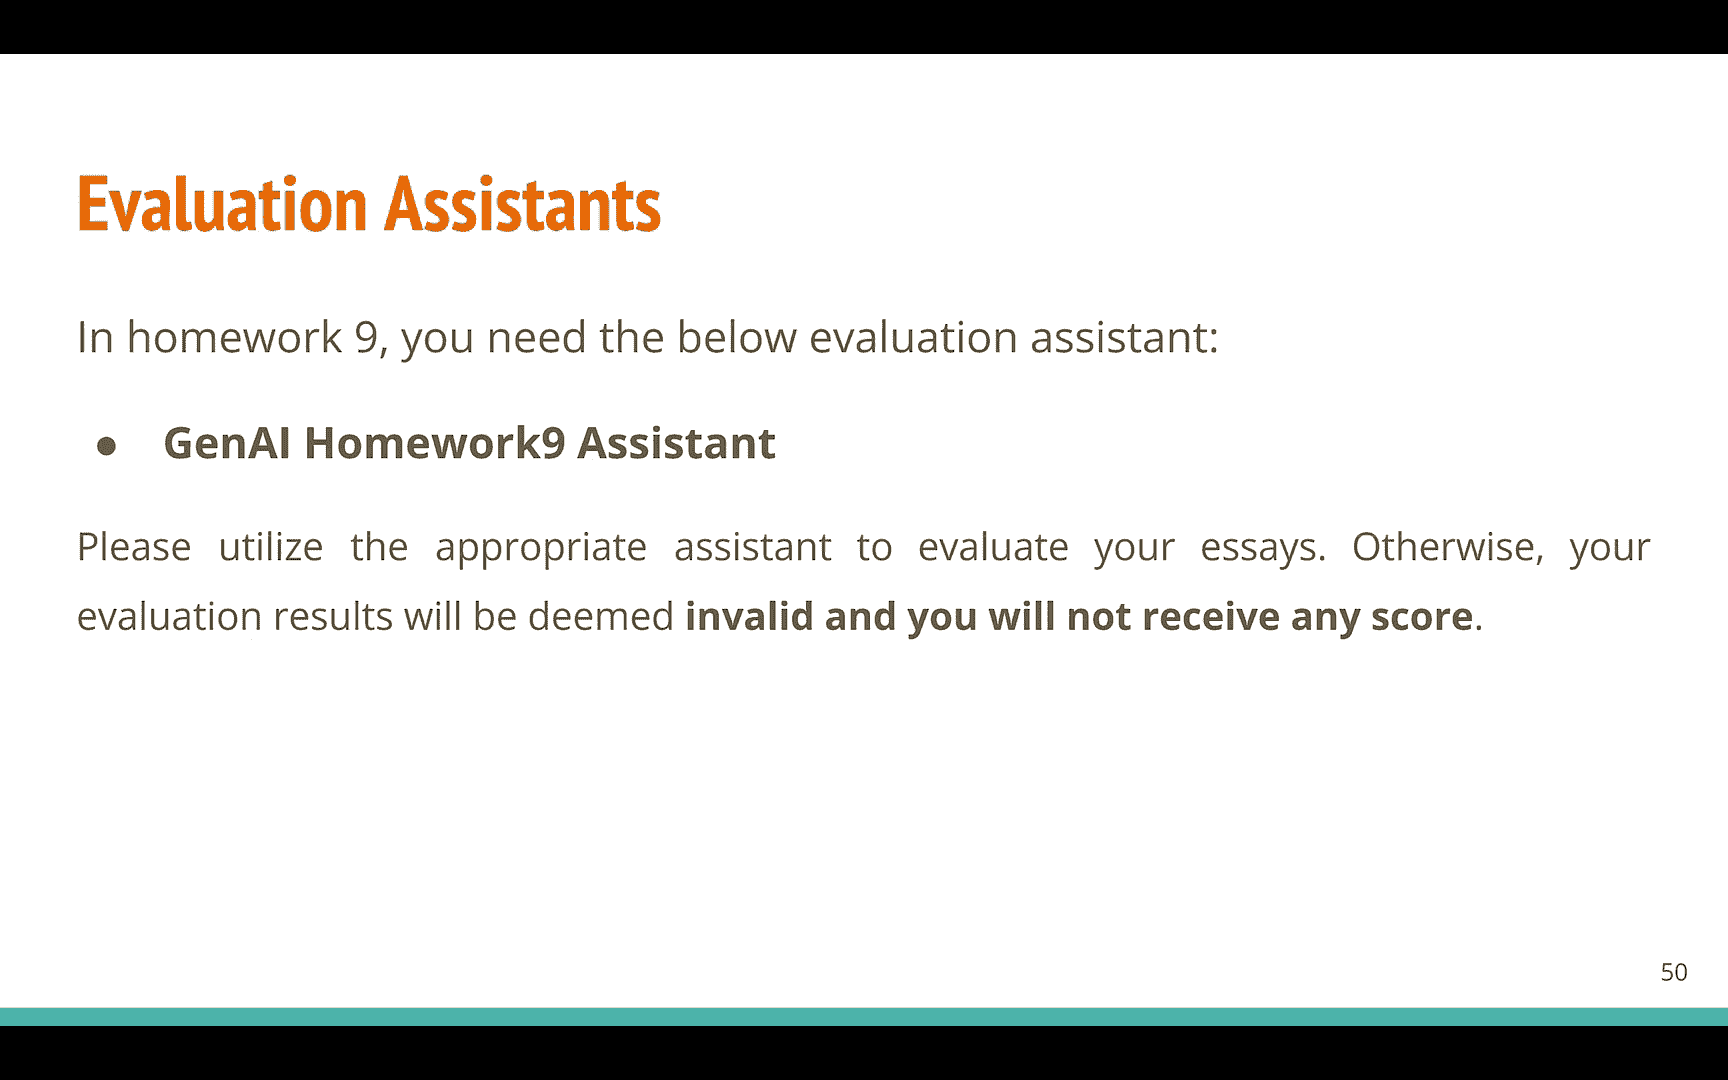 Evaluation Assistants
In homework 9, you need the below evaluation assistant:
● GenAI Homework9 Assistant
Please utilize the appropriate assistant to evaluate your essays. Otherwise, your
evaluation results will be deemed invalid and you will not receive any score.
50